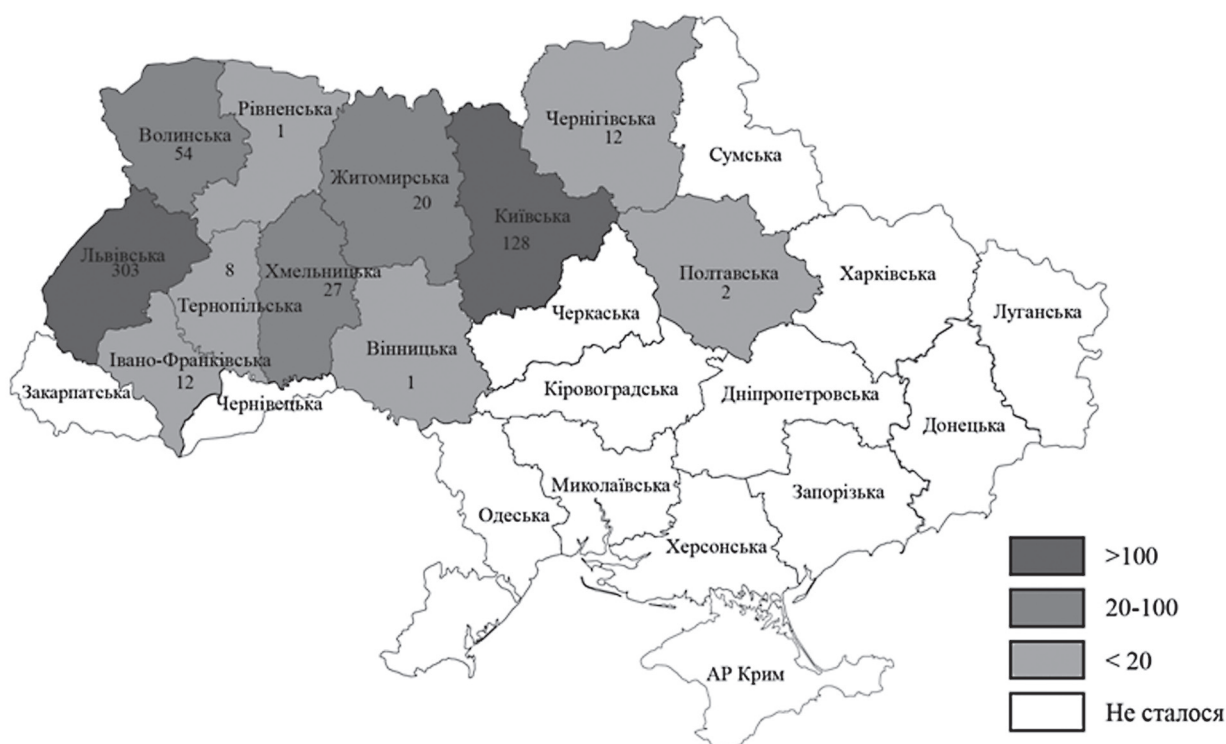 Рівненська
1
Волинська
54
Чернігівська
12
Сумська
Житомирська
20
Київська
128
Львівська
303
8
Тернопільська
Хмельницька
27
Полтавська
2
Харківська
Луганська
Черкаська
Вінницька
1
Івано-Франківська
12
Закарпатська
Чернівецька
Кіровоградська
Дніпропетровська
Донецька
Миколаївська
Запорізька
Одеська
Херсонська
АР Крим
>100
20-100
< 20
Не сталося